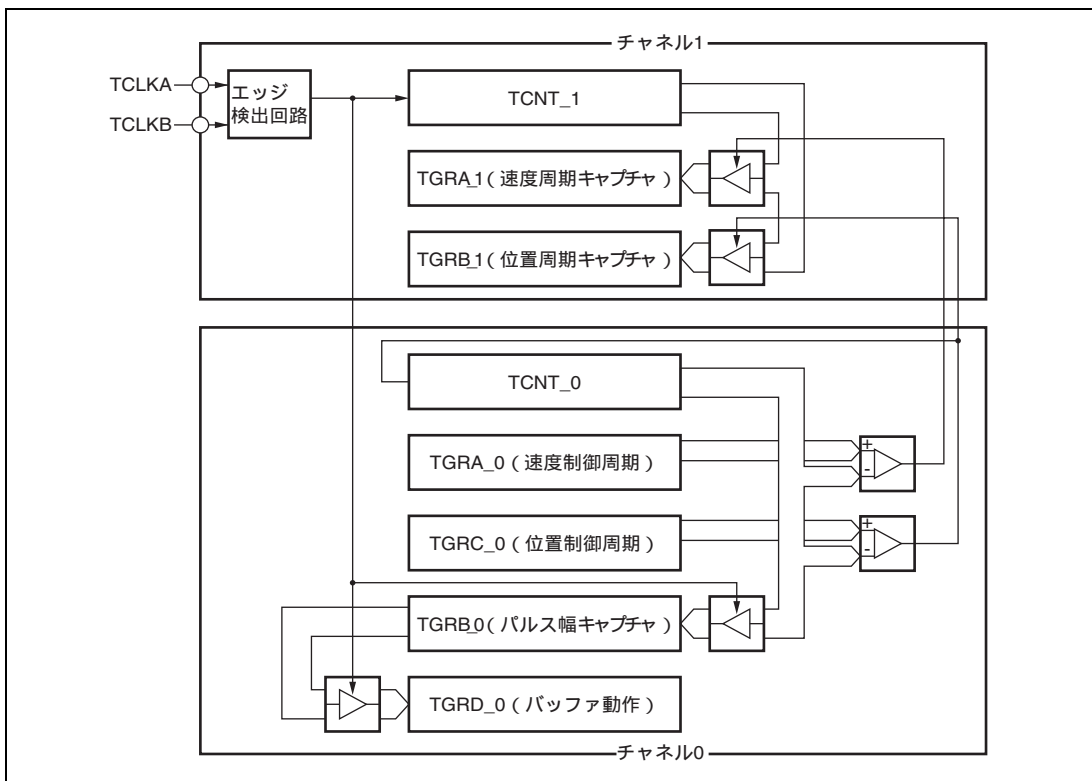 チャネル1
TCLKA
TCLKB
エッジ
検出回路
TCNT_1
TGRA_1(速度周期キャプチャ)
TGRB_1(位置周期キャプチャ)
TCNT_0
TGRA_0(速度制御周期)
+
-
TGRC_0(位置制御周期)
+
-
TGRB_0(パルス幅キャプチャ)
TGRD_0(バッファ動作)
チャネル0